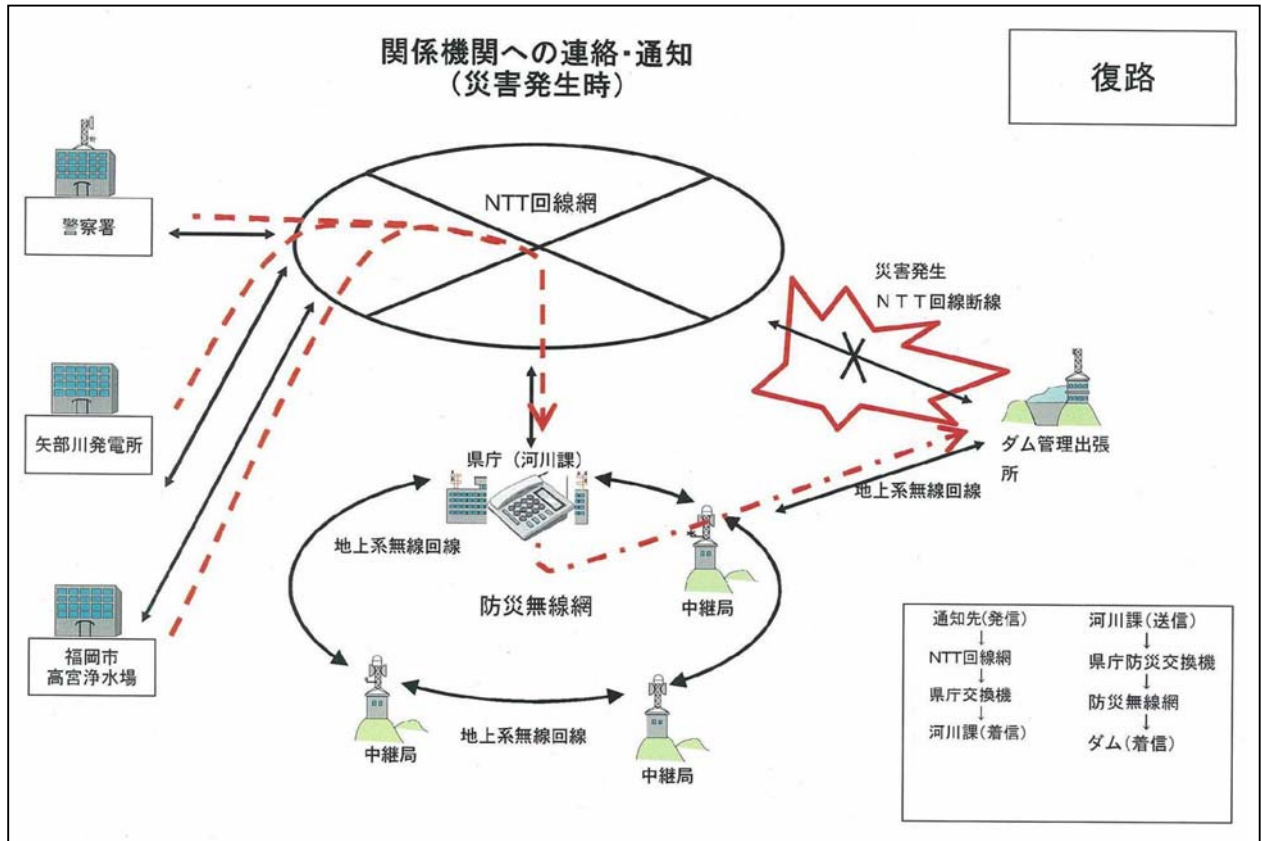 関係機関への連絡・通知
(災害発生時)
復路
警察署
NTT回線網
災害発生
NTT回線断線
矢部川発電所
県庁(河川課)
ダム管理出張
所
地上系無線回線
地上系無線回線
防災無線網
中継局
福岡市
高宮浄水場
中継局
地上系無線回線
中継局
通知先(発信)
↓
NTT回線網
↓
県庁交換機
↓
河川課(着信)
河川課(送信)
↓
県庁防災交換機
↓
防災無線網
↓
ダム(着信)